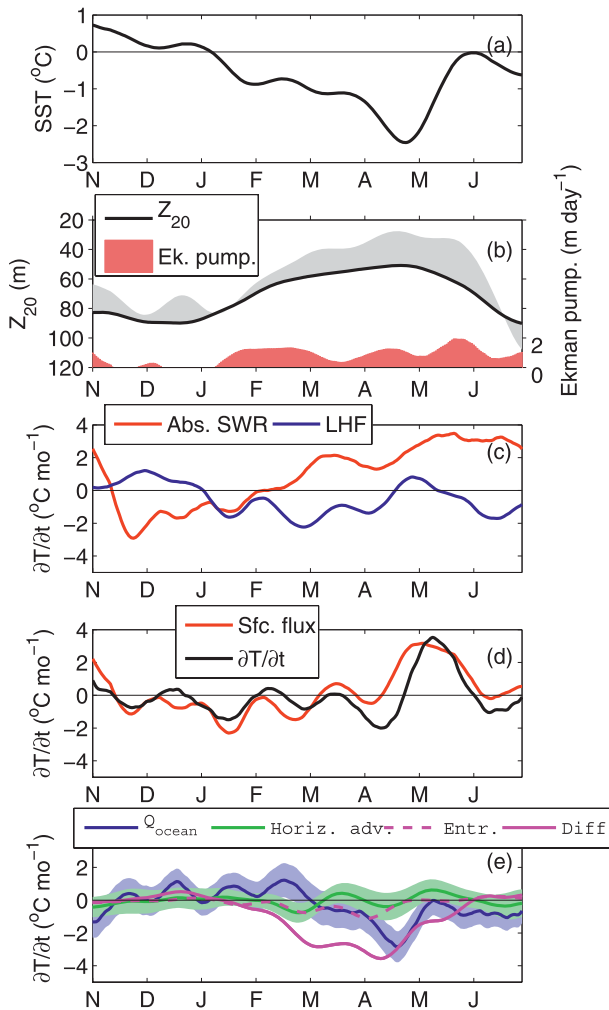 1
0
−1
−2
−3
SST (°C)
(a)
N D J F M A M J
Z20
Ek. pump.
20
40
60
80
100
120
Z20 (m)
(b)
2
0
Ekman pump. (m day−1)
N D J F M A M J
Abs. SWR LHF
4
2
0
−2
−4
∂T/∂t (°C mo−1)
(c)
N D J F M A M J
Sfc. flux
∂T/∂t
4
2
0
−2
−4
∂T/∂t (°C mo−1)
(d)
N D J F M A M J
Qocean Horiz. adv. Entr. Diff
2
0
−2
−4
∂T/∂t (°C mo−1)
(e)
N D J F M A M J